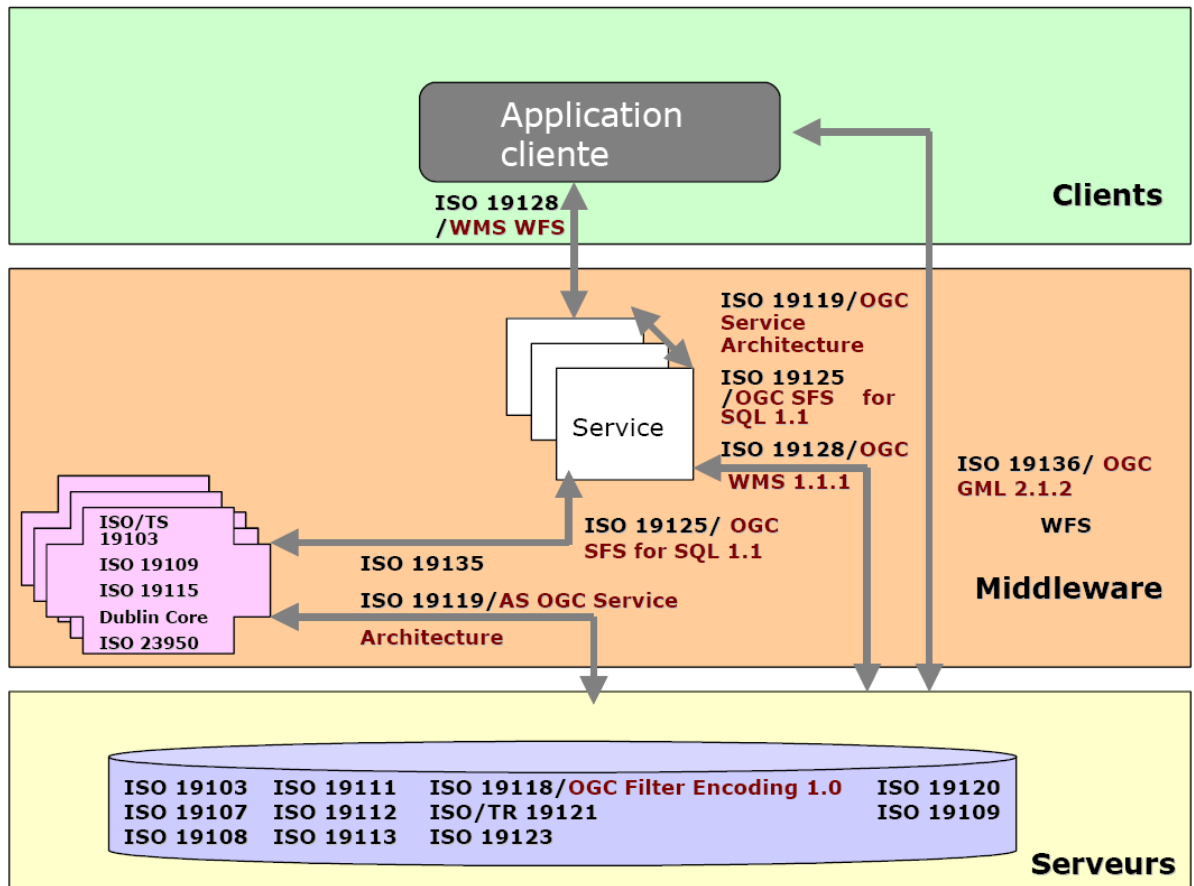 Application
cliente
ISO 19128
/WMS WFS
Clients
ISO 19119/OGC
Service
Architecture
ISO 19125
/OGC SFS for
SQL 1.1
Service
ISO 19128/OGC
WMS 1.1.1
ISO 19136/ OGC
GML 2.1.2
WFS
ISO 19125/ OGC
SFS for SQL 1.1
ISO/TS
19103
ISO 19109
ISO 19115
Dublin Core
ISO 23950
ISO 19135
ISO 19119/AS OGC Service
Architecture
Middleware
ISO 19103 ISO 19111 ISO 19118/OGC Filter Encoding 1.0 ISO 19120
ISO 19107 ISO 19112 ISO/TR 19121 ISO 19109
ISO 19108 ISO 19113 ISO 19123
Serveurs